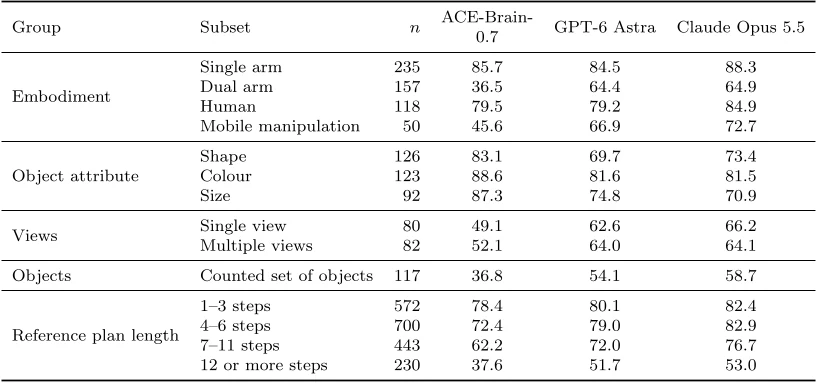 Group Subset n ACE-Brain-0.7 GPT-6 Astra Claude Opus 5.5
Embodiment
Single arm 235 85.7 84.5 88.3
Dual arm 157 36.5 64.4 64.9
Human 118 79.5 79.2 84.9
Mobile manipulation 50 45.6 66.9 72.7
Object attribute
Shape 126 83.1 69.7 73.4
Colour 123 88.6 81.6 81.5
Size 92 87.3 74.8 70.9
Views
Single view 80 49.1 62.6 66.2
Multiple views 82 52.1 64.0 64.1
Objects Counted set of objects 117 36.8 54.1 58.7
Reference plan length
1–3 steps 572 78.4 80.1 82.4
4–6 steps 700 72.4 79.0 82.9
7–11 steps 443 62.2 72.0 76.7
12 or more steps 230 37.6 51.7 53.0